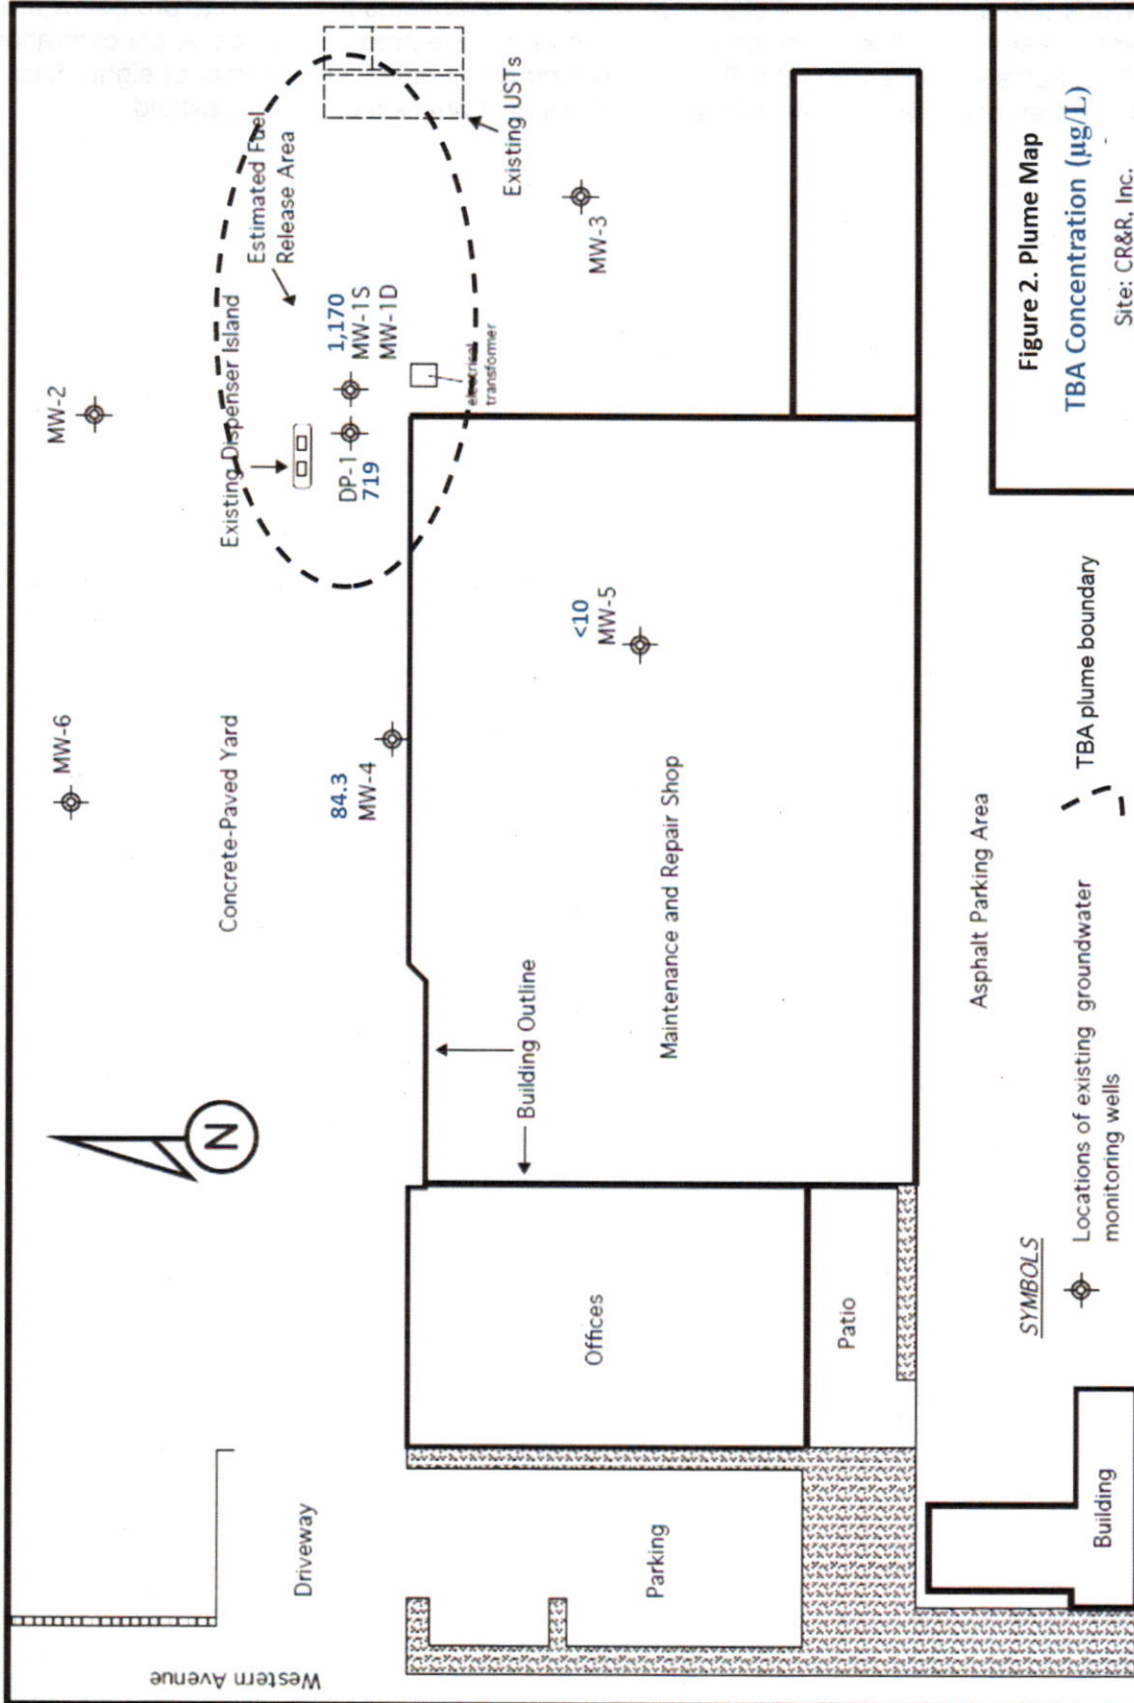 Western Avenue
MW-6
MW-2
Driveway
N
Concrete-Paved Yard
Existing Dispenser Island
Estimated Fuel
Release Area
84.3
MW-4
DP-1
719
1,170
MW-1S
MW-1D
electrical
transformer
Existing USTs
Building Outline
<10
MW-5
MW-3
Parking
Offices
Maintenance and Repair Shop
Patio
Asphalt Parking Area
Building
SYMBOLS
Locations of existing groundwater
monitoring wells
TBA plume boundary
Figure 2. Plume Map
TBA Concentration (µg/L)
Site: CR&R, Inc.